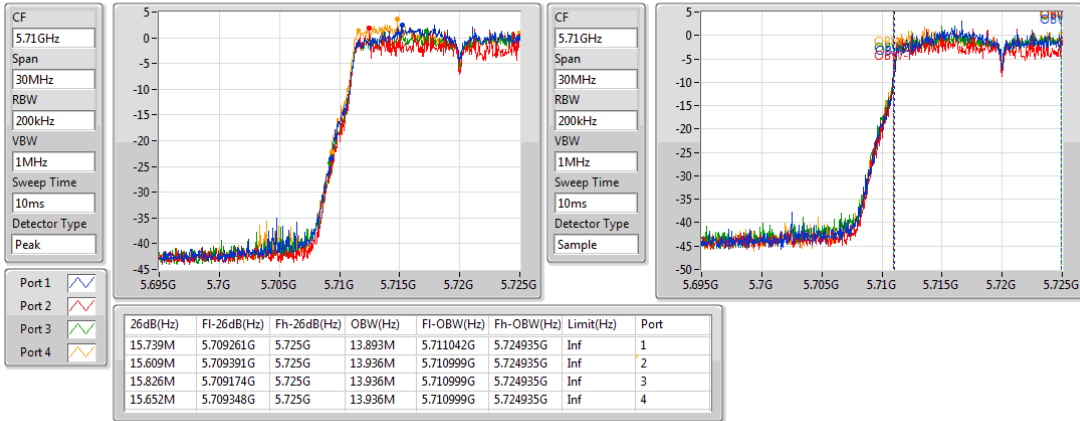 CF
5.71GHz
Span
30MHz
RBW
200kHz
VBW
1MHz
Sweep Time
10ms
Detector Type
Peak
Port 1
Port 2
Port 3
Port 4
5
0
-5
-10
-15
-20
-25
-30
-35
-40
-45
5.695G 5.7G 5.705G 5.71G 5.715G 5.72G 5.725G
CF
5.71GHz
Span
30MHz
RBW
200kHz
VBW
1MHz
Sweep Time
10ms
Detector Type
Sample
5
0
-5
-10
-15
-20
-25
-30
-35
-40
-45
-50
5.695G 5.7G 5.705G 5.71G 5.715G 5.72G 5.725G
26dB(Hz) Fl-26dB(Hz) Fh-26dB(Hz) OBW(Hz) Fl-OBW(Hz) Fh-OBW(Hz) Limit(Hz) Port
15.739M 5.709261G 5.725G 13.893M 5.711042G 5.724935G Inf 1
15.609M 5.709391G 5.725G 13.936M 5.710999G 5.724935G Inf 2
15.826M 5.709174G 5.725G 13.936M 5.710999G 5.724935G Inf 3
15.652M 5.709348G 5.725G 13.936M 5.710999G 5.724935G Inf 4